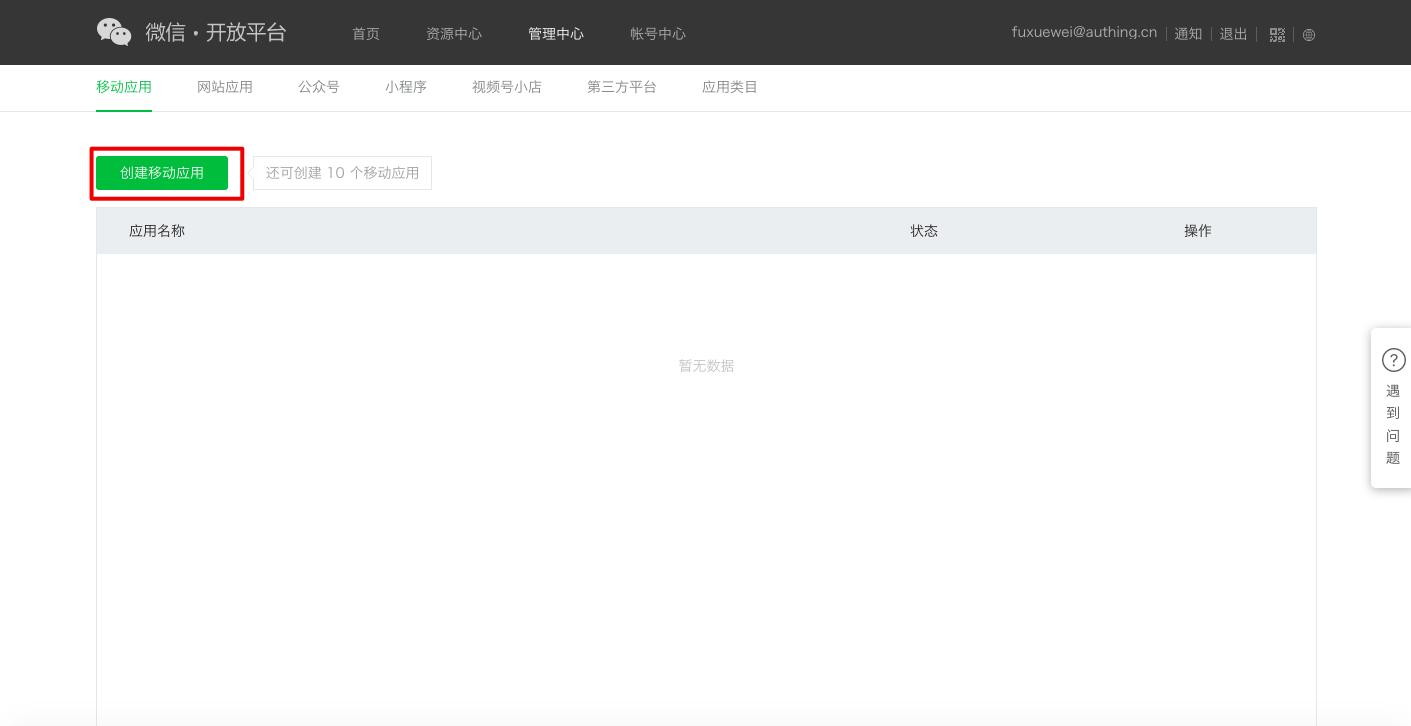 微信·开放平台 首页 资源中心 管理中心 帐号中心 fuxuewei@authing.cn 通知 退出
移动应用 网站应用 公众号 小程序 视频号小店 第三方平台 应用类目
创建移动应用 还可创建 10 个移动应用
应用名称 状态 操作
暂无数据
?
遇
到
问
题